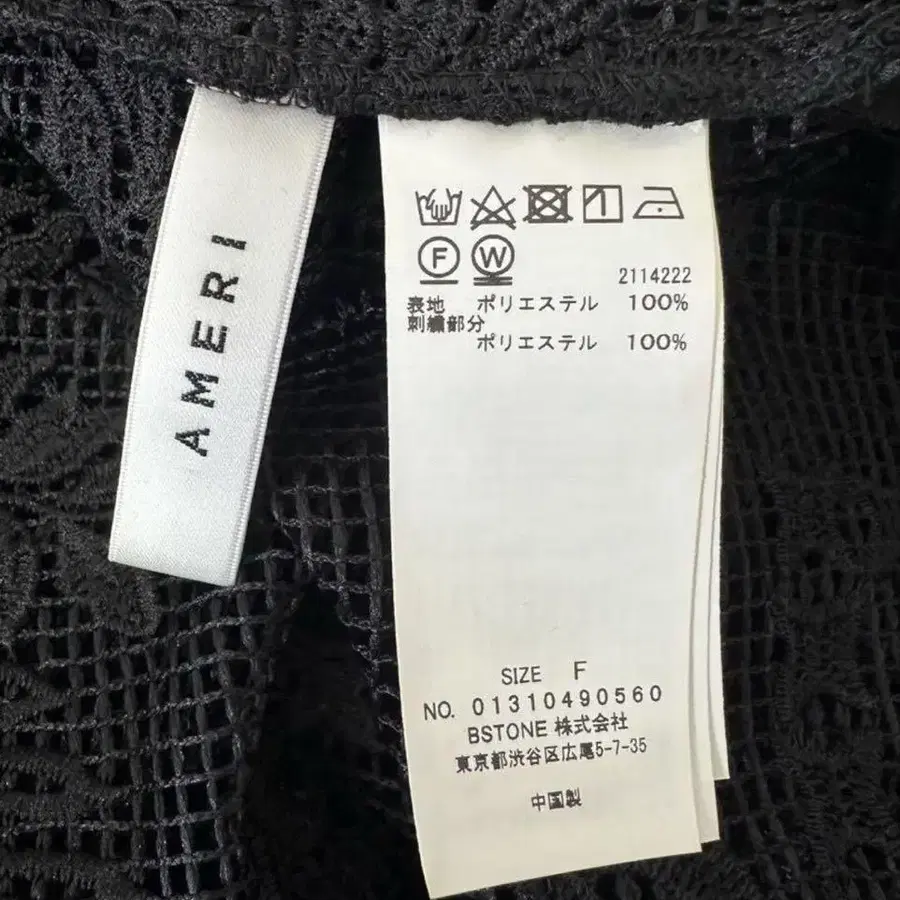 AMERI
F W
2114222
表地 ポリエステル 100%
刺繍部分
ポリエステル 100%
SIZE F
NO. 01310490560
BSTONE 株式会社
東京都渋谷区広尾5-7-35
中国製